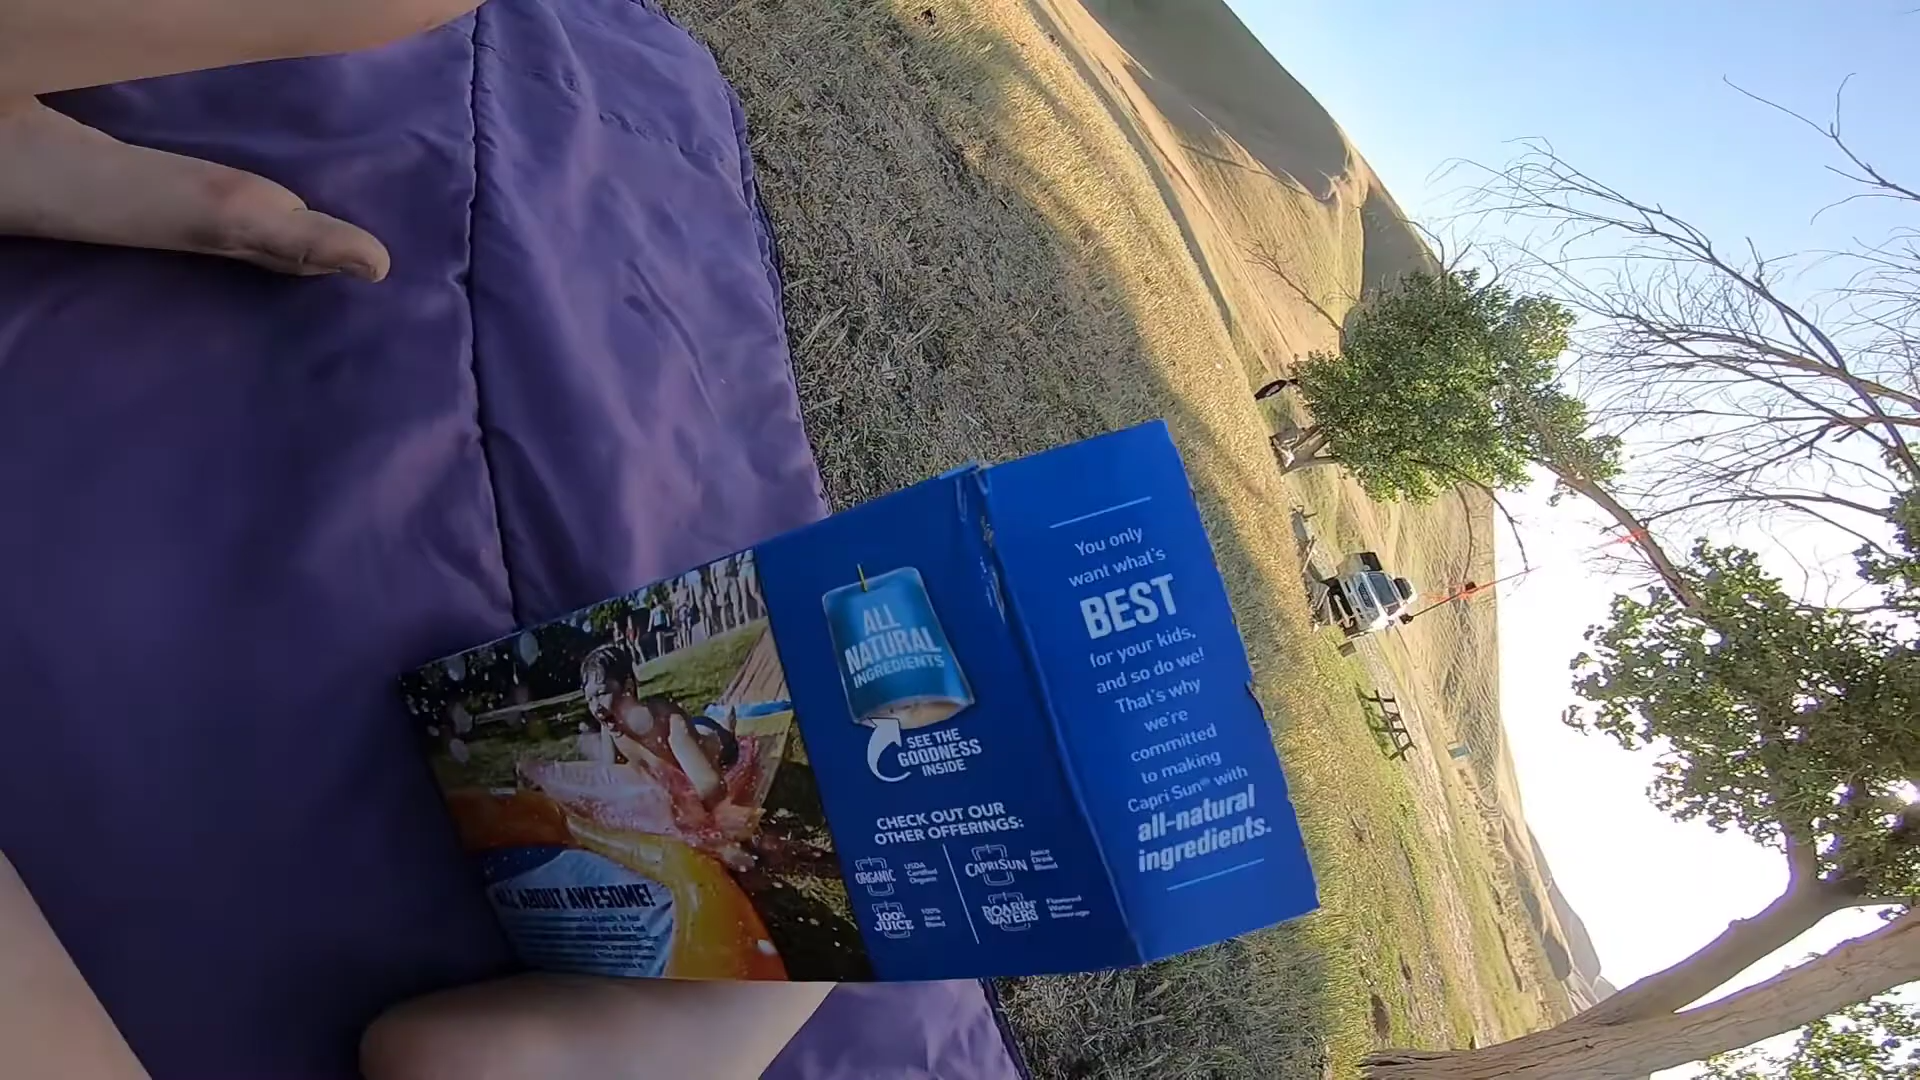 You only
want what's
BEST
for your kids,
and so do we!
That's why
we're
committed
to making
Capri Sun® with
all-natural
ingredients.
ALL
NATURAL
INGREDIENTS
SEE THE
GOODNESS
INSIDE
CHECK OUT OUR
OTHER OFFERINGS:
ORGANIC
USDA
Certified
Organic
CAPRISUN
Juice
Drink
Blend
100%
JUICE
100%
Juice
Blend
ROARIN'
WATERS
Flavored
Water
Beverage
ALL ABOUT AWESOME!